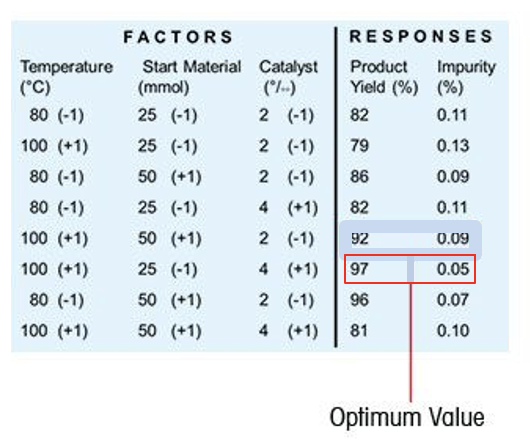 FACTORS RESPONSES
Temperature Start Material Catalyst Product Impurity
(°C) (mmol) (°/ Yield (%) (%)
80 (-1) 25 (-1) 2 (-1) 82 0.11
100 (+1) 25 (-1) 2 (-1) 79 0.13
80 (-1) 50 (+1) 2 (-1) 86 0.09
80 (-1) 25 (-1) 4 (+1) 82 0.11
100 (+1) 50 (+1) 2 (-1) 92 0.09
100 (+1) 25 (-1) 4 (+1) 97 0.05
80 (-1) 50 (+1) 2 (-1) 96 0.07
100 (+1) 50 (+1) 4 (+1) 81 0.10
Optimum Value